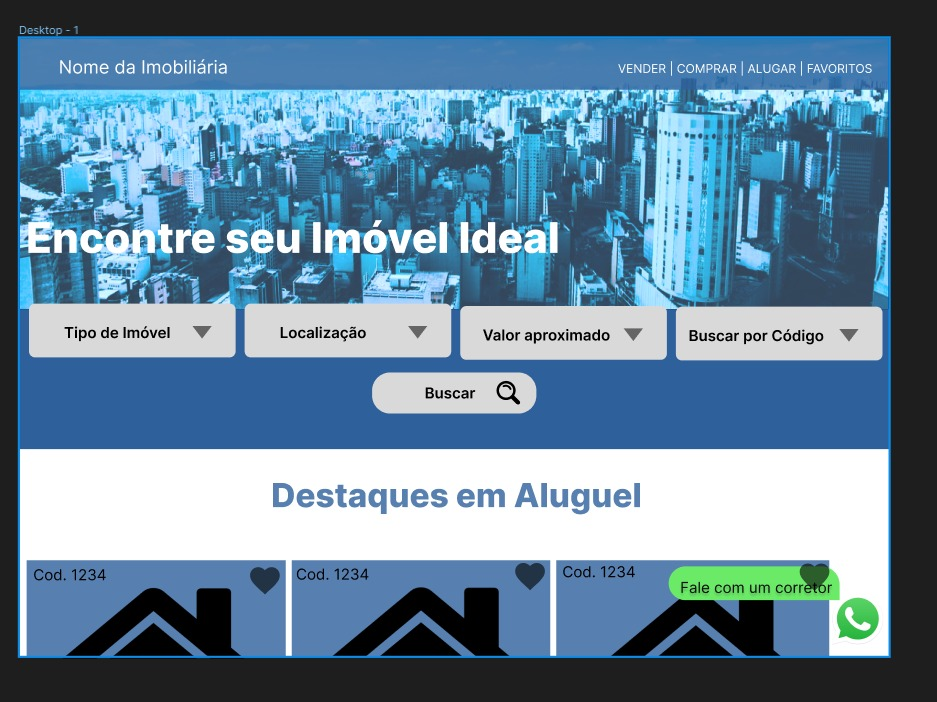 Desktop - 1
Nome da Imobiliária
VENDER | COMPRAR | ALUGAR | FAVORITOS
Encontre seu Imóvel Ideal
Tipo de Imóvel
Localização
Valor aproximado
Buscar por Código
Buscar
Destaques em Aluguel
Cod. 1234
Cod. 1234
Cod. 1234
Fale com um corretor